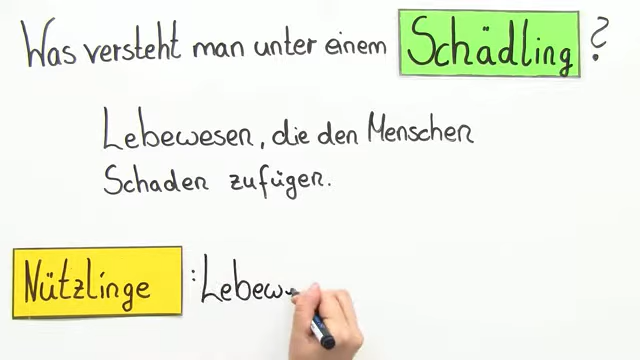 Was versteht man unter einem Schädling?
Lebewesen, die den Menschen
Schaden zufügen.
Nützlinge : Lebew